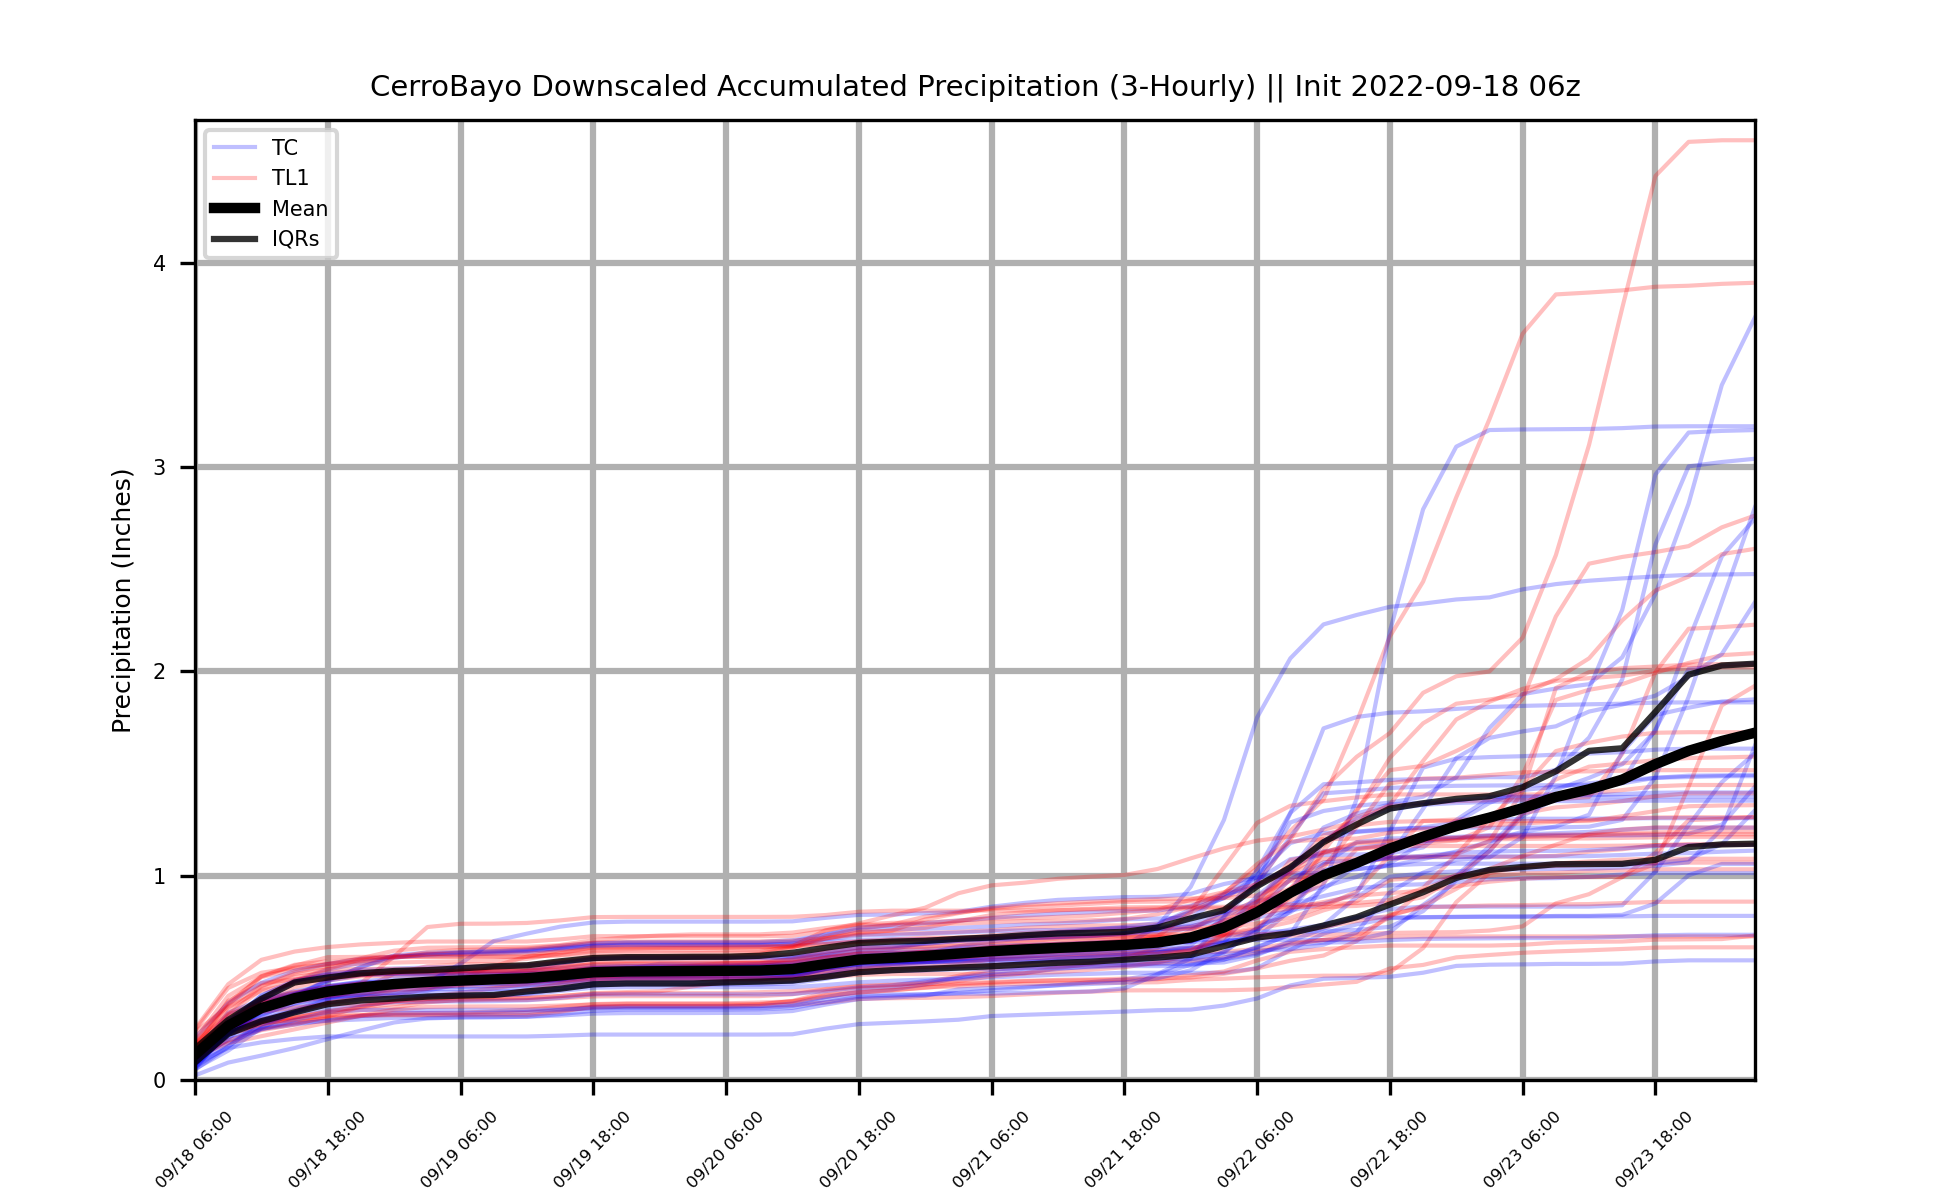 CerroBayo Downscaled Accumulated Precipitation (3-Hourly) || Init 2022-09-18 06z
TC
TL1
Mean
IQRs
Precipitation (Inches)
4
3
2
1
0
09/18 06:00
09/18 18:00
09/19 06:00
09/19 18:00
09/20 06:00
09/20 18:00
09/21 06:00
09/21 18:00
09/22 06:00
09/22 18:00
09/23 06:00
09/23 18:00